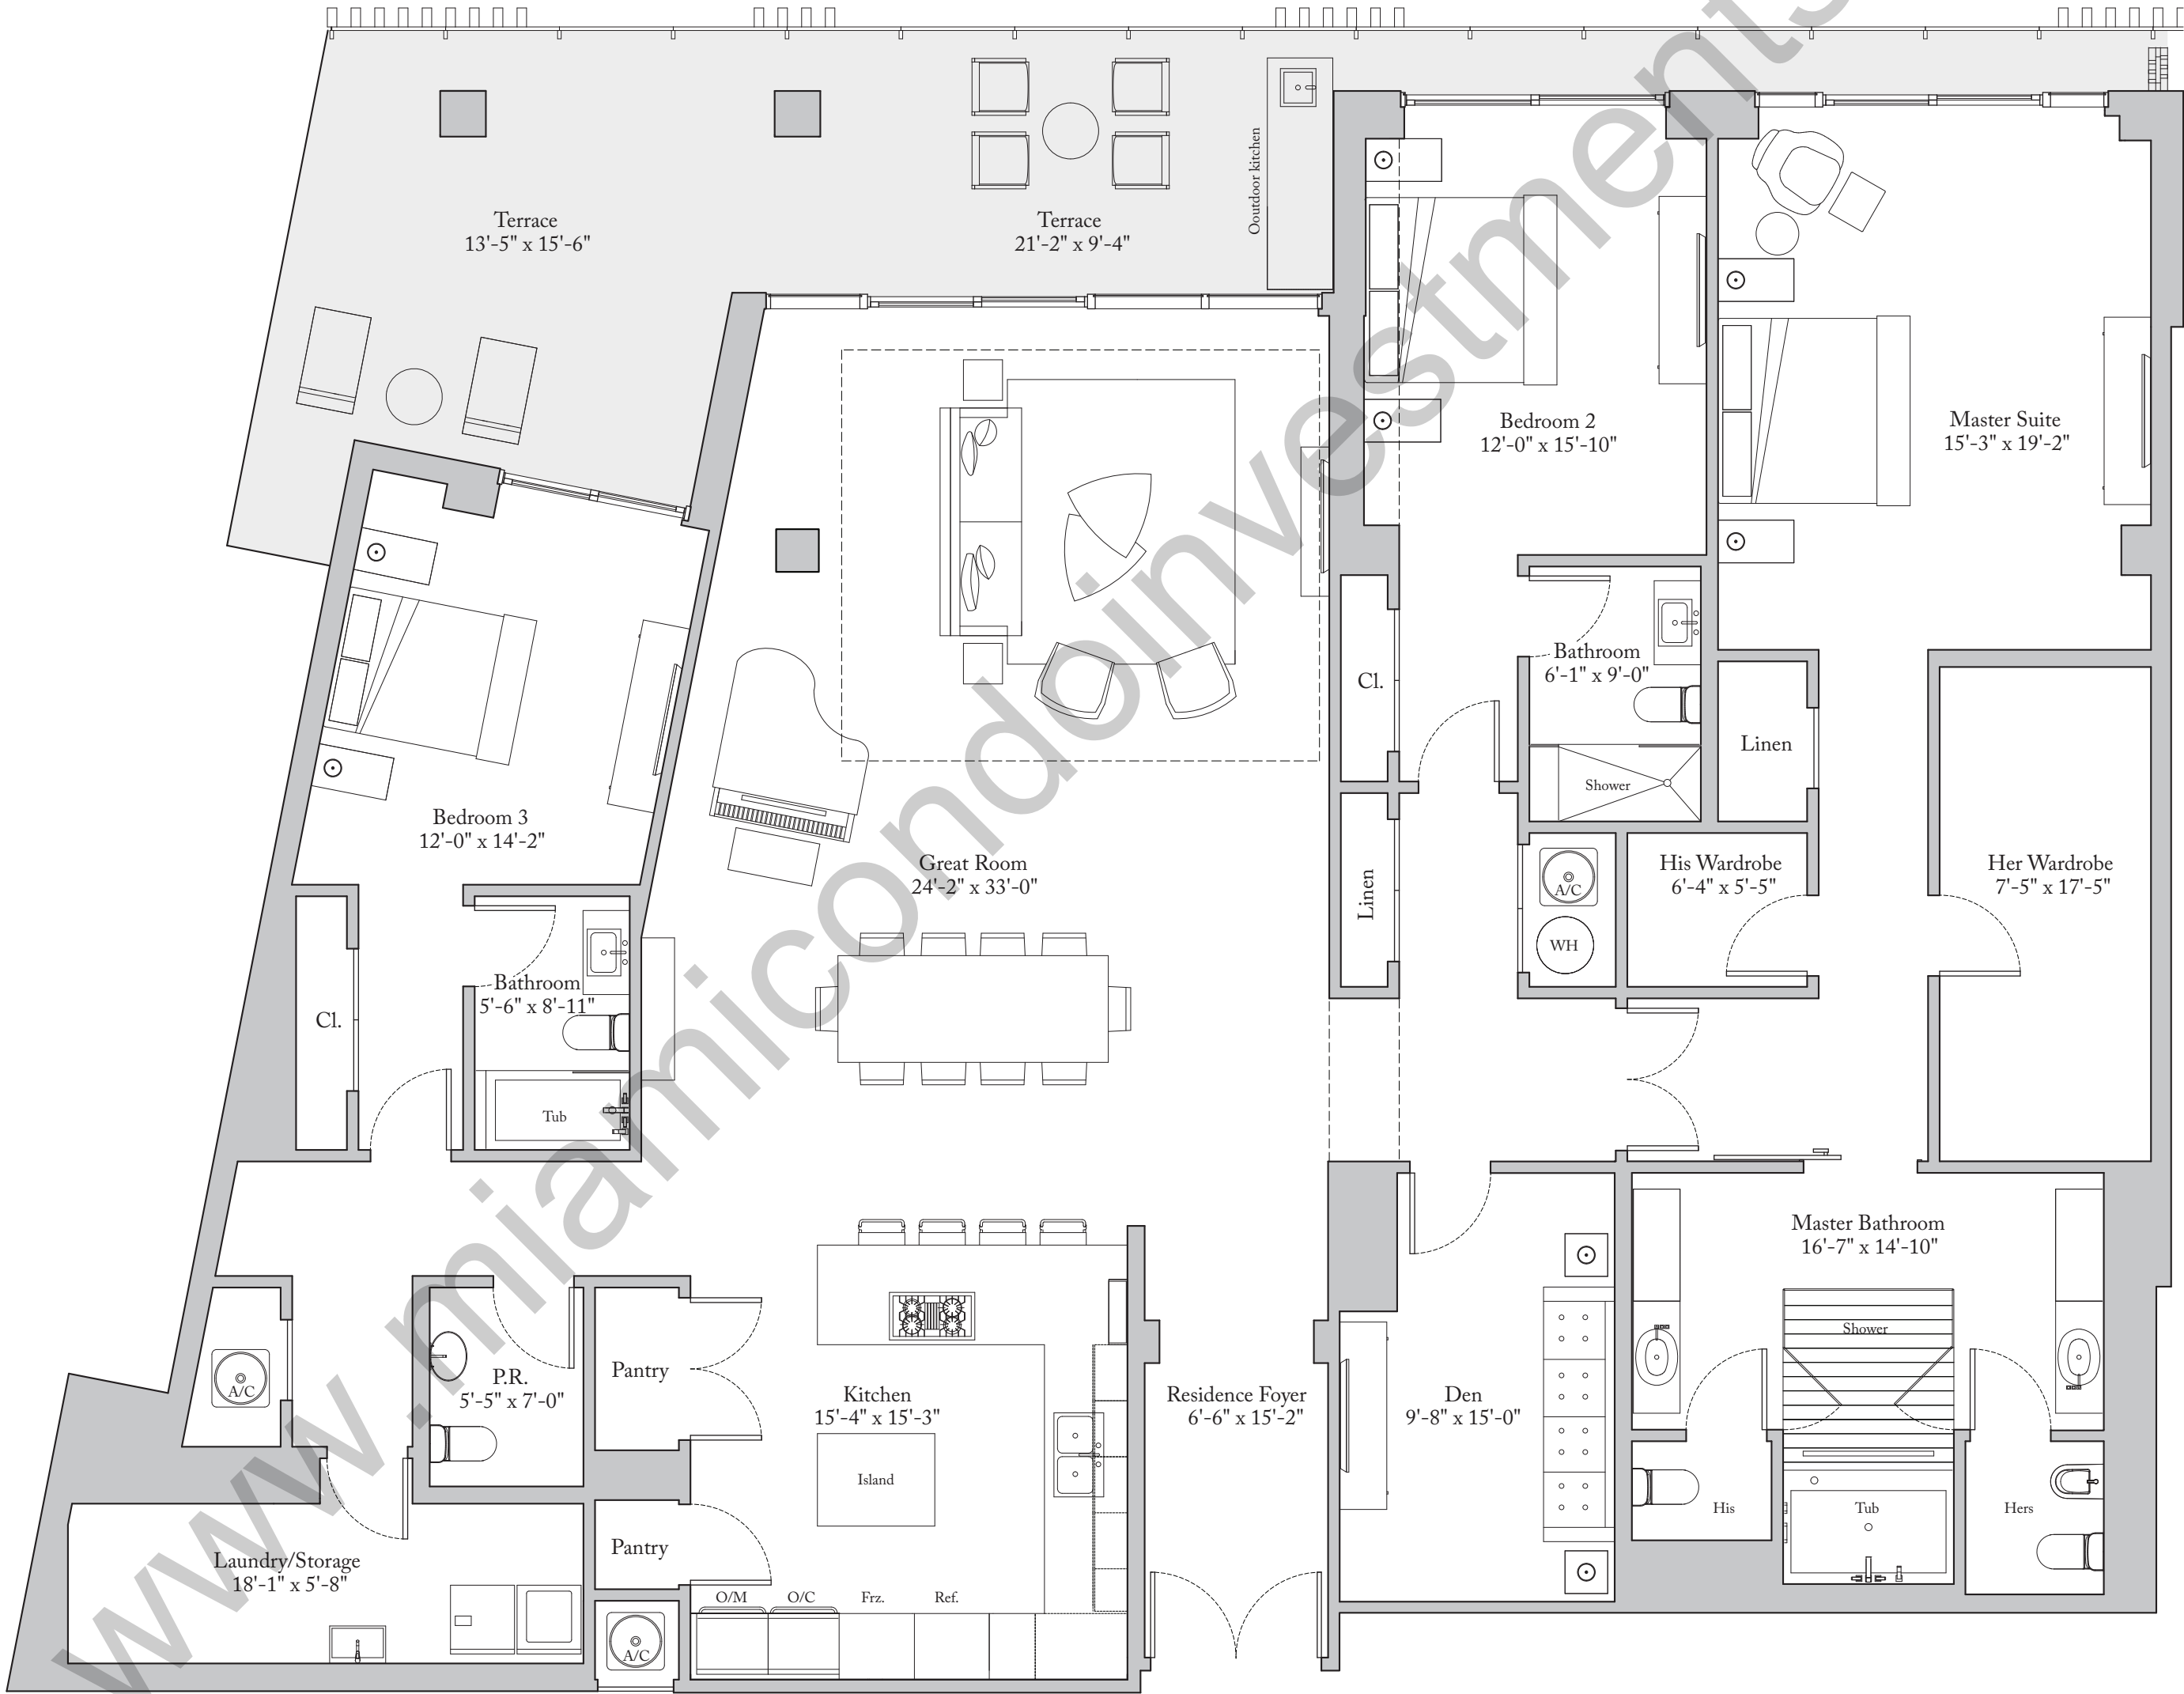 Terrace
13'-5" x 15'-6"
Terrace
21'-2" x 9'-4"
Ooutdoor kitchen
Bedroom 2
12'-0" x 15'-10"
Master Suite
15'-3" x 19'-2"
Bathroom
6'-1" x 9'-0"
Cl.
Linen
Shower
Bedroom 3
12'-0" x 14'-2"
Great Room
24'-2" x 33'-0"
Linen
A/C
WH
His Wardrobe
6'-4" x 5'-5"
Her Wardrobe
7'-5" x 17'-5"
Bathroom
5'-6" x 8'-11"
Cl.
Tub
Master Bathroom
16'-7" x 14'-10"
Shower
A/C
P.R.
5'-5" x 7'-0"
Pantry
Kitchen
15'-4" x 15'-3"
Residence Foyer
6'-6" x 15'-2"
Den
9'-8" x 15'-0"
Island
His
Tub
Hers
Laundry/Storage
18'-1" x 5'-8"
Pantry
O/M
O/C
Frz.
Ref.
A/C
www.miamicondoinvestments